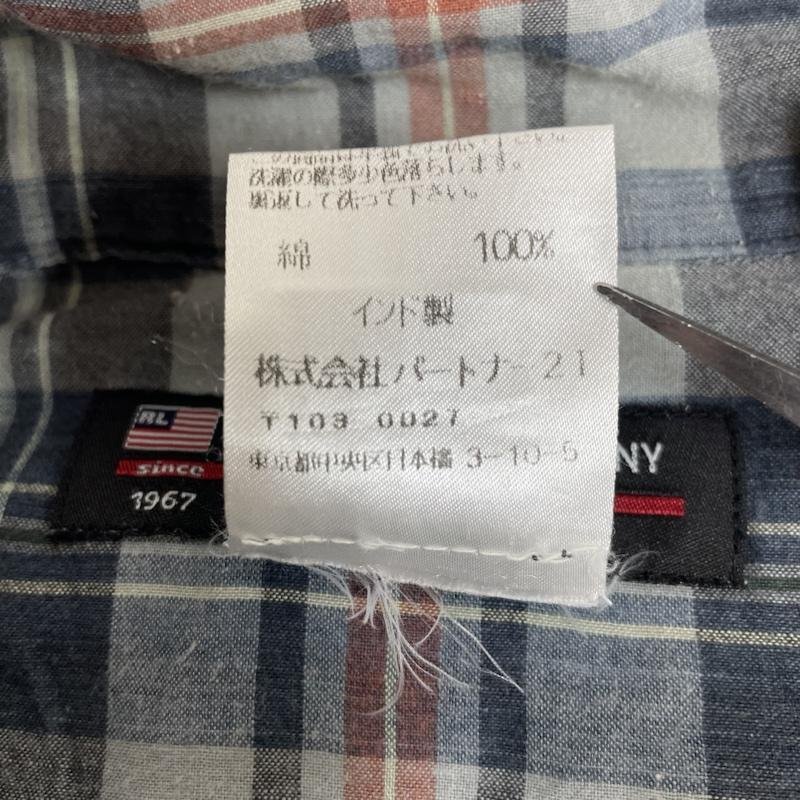 洗濯の際多少色落ちします。
裏返して洗って下さい。
綿 100%
インド製
株式会社パートナー21
〒103 0027
東京都中央区日本橋 3-10-5
RL
since
1967
NY